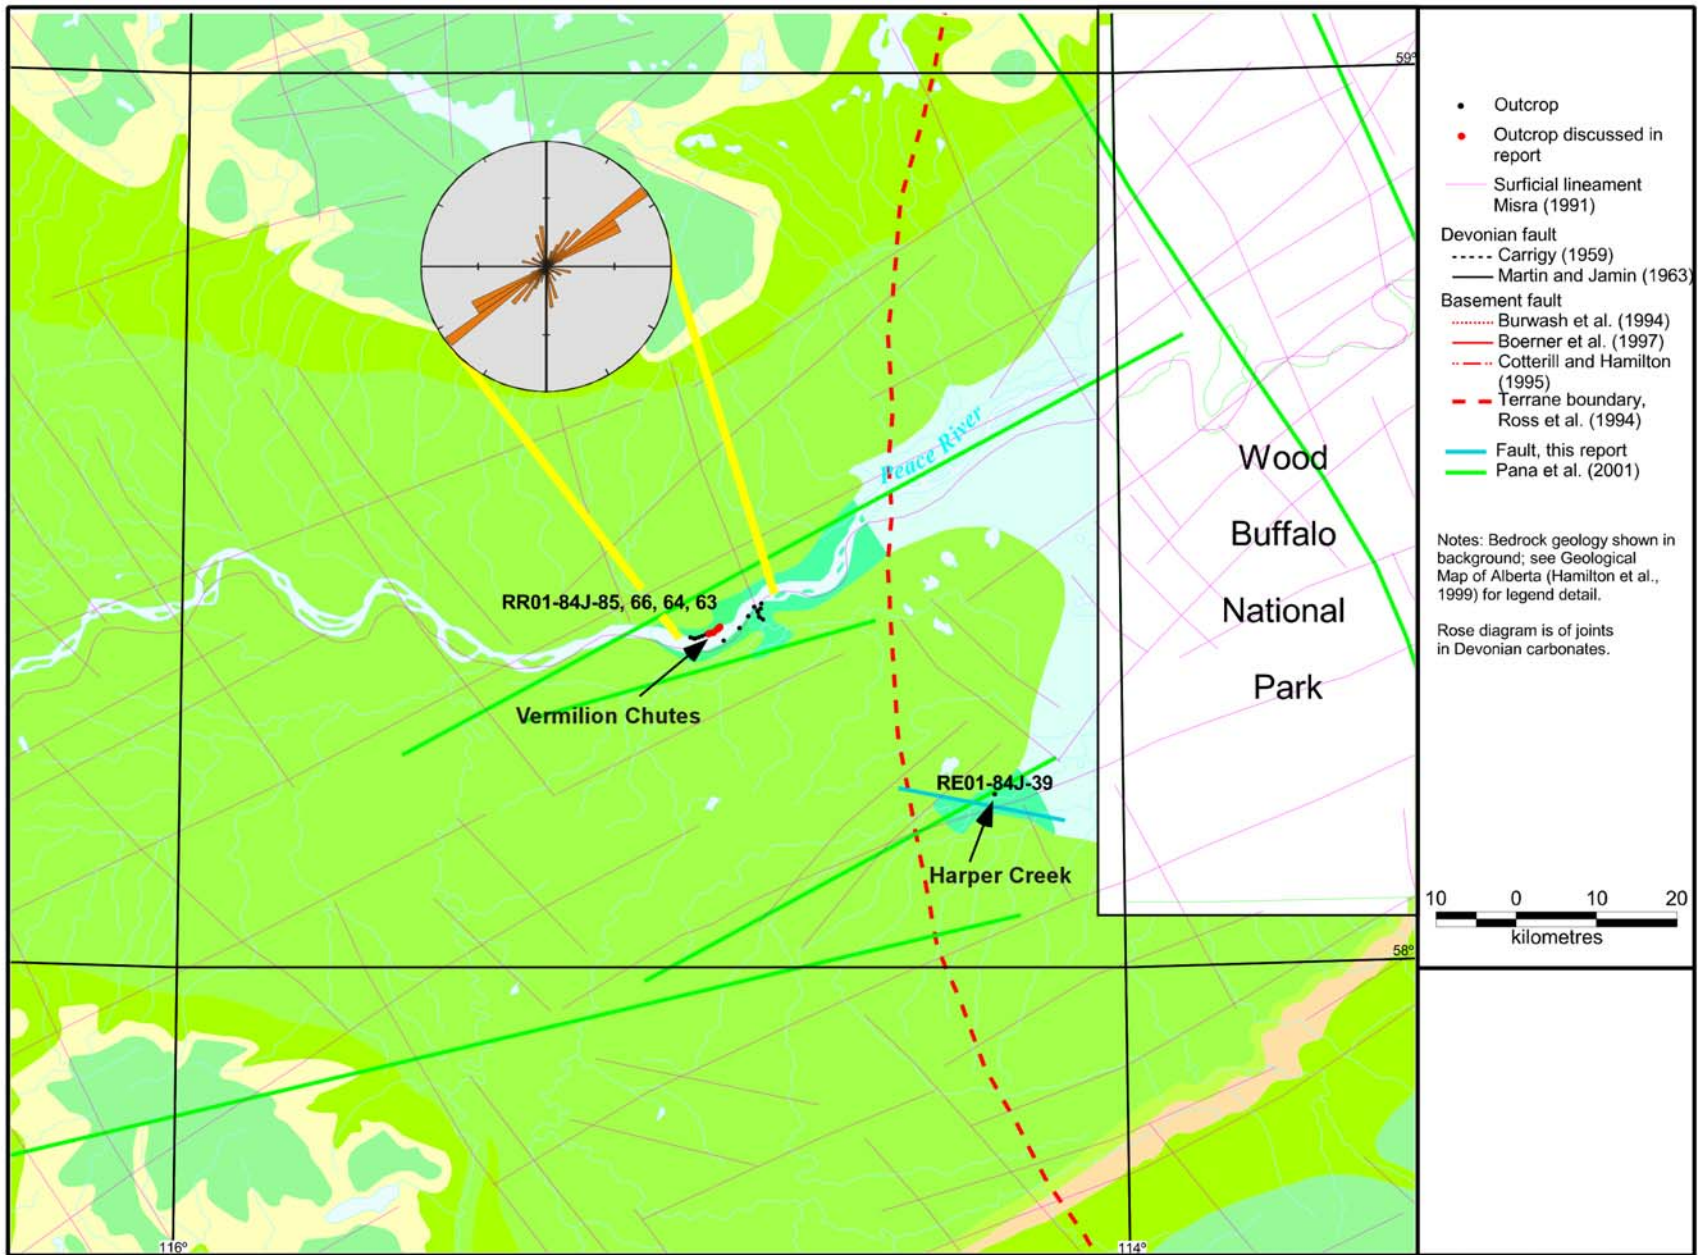 59°
Peace River
Wood
Buffalo
National
Park
RR01-84J-85, 66, 64, 63
Vermilion Chutes
RE01-84J-39
Harper Creek
58°
116°
114°
Outcrop
Outcrop discussed in
report
Surficial lineament
Misra (1991)
Devonian fault
Carrigy (1959)
Martin and Jamin (1963)
Basement fault
Burwash et al. (1994)
Boerner et al. (1997)
Cotterill and Hamilton
(1995)
Terrane boundary,
Ross et al. (1994)
Fault, this report
Pana et al. (2001)
Notes: Bedrock geology shown in
background; see Geological
Map of Alberta (Hamilton et al.,
1999) for legend detail.
Rose diagram is of joints
in Devonian carbonates.
10 0 10 20
kilometres